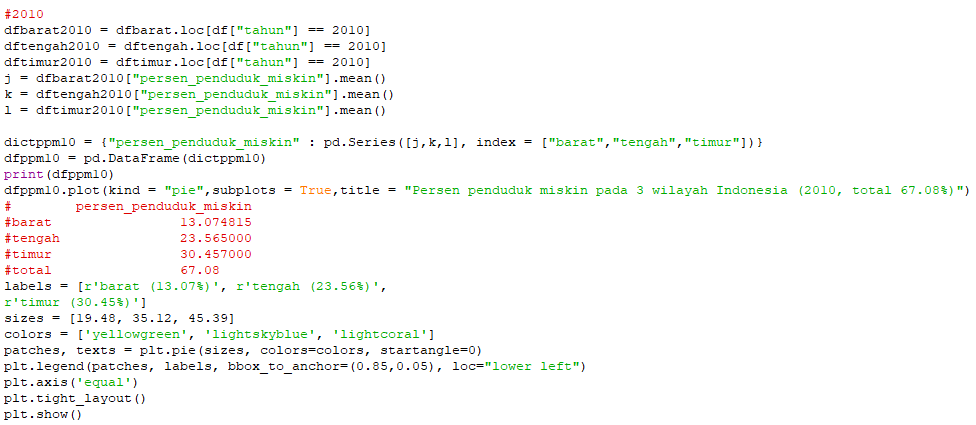 #2010
dfbarat2010 = dfbarat.loc[df["tahun"] == 2010]
dftengah2010 = dftengah.loc[df["tahun"] == 2010]
dftimur2010 = dftimur.loc[df["tahun"] == 2010]
j = dfbarat2010["persen_penduduk_miskin"].mean()
k = dftengah2010["persen_penduduk_miskin"].mean()
l = dftimur2010["persen_penduduk_miskin"].mean()

dictppm10 = {"persen_penduduk_miskin" : pd.Series([j,k,l], index = ["barat","tengah","timur"])}
dfppm10 = pd.DataFrame(dictppm10)
print(dfppm10)
dfppm10.plot(kind = "pie",subplots = True,title = "Persen penduduk miskin pada 3 wilayah Indonesia (2010, total 67.08%)")
#        persen_penduduk_miskin
#barat                13.074815
#tengah               23.565000
#timur                30.457000
#total                67.08
labels = [r'barat (13.07%)', r'tengah (23.56%)',
r'timur (30.45%)']
sizes = [19.48, 35.12, 45.39]
colors = ['yellowgreen', 'lightskyblue', 'lightcoral']
patches, texts = plt.pie(sizes, colors=colors, startangle=0)
plt.legend(patches, labels, bbox_to_anchor=(0.85,0.05), loc="lower left")
plt.axis('equal')
plt.tight_layout()
plt.show()